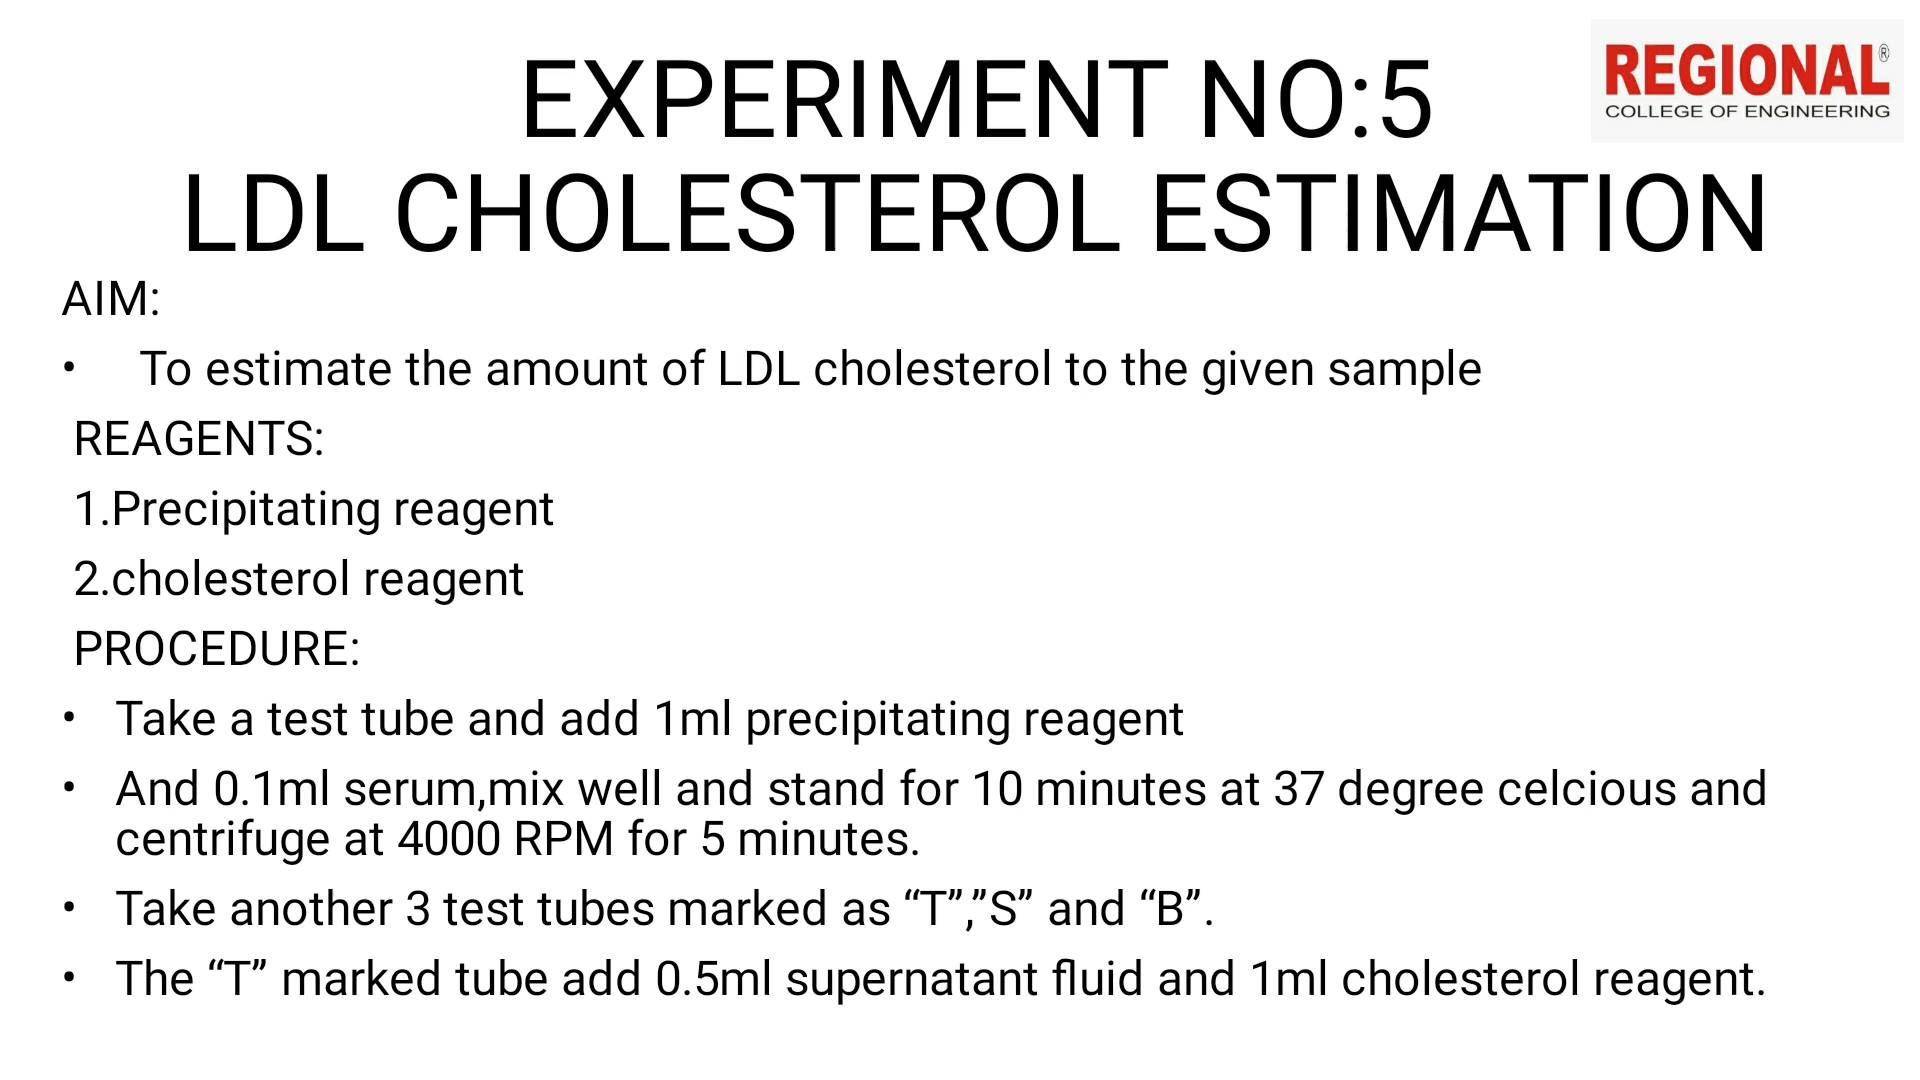 EXPERIMENT NO:5
REGIONAL®
COLLEGE OF ENGINEERING
LDL CHOLESTEROL ESTIMATION
AIM:
• To estimate the amount of LDL cholesterol to the given sample
REAGENTS:
1.Precipitating reagent
2.cholesterol reagent
PROCEDURE:
• Take a test tube and add 1ml precipitating reagent
• And 0.1ml serum,mix well and stand for 10 minutes at 37 degree celcious and
centrifuge at 4000 RPM for 5 minutes.
• Take another 3 test tubes marked as “T”,”S” and “B”.
• The “T” marked tube add 0.5ml supernatant fluid and 1ml cholesterol reagent.